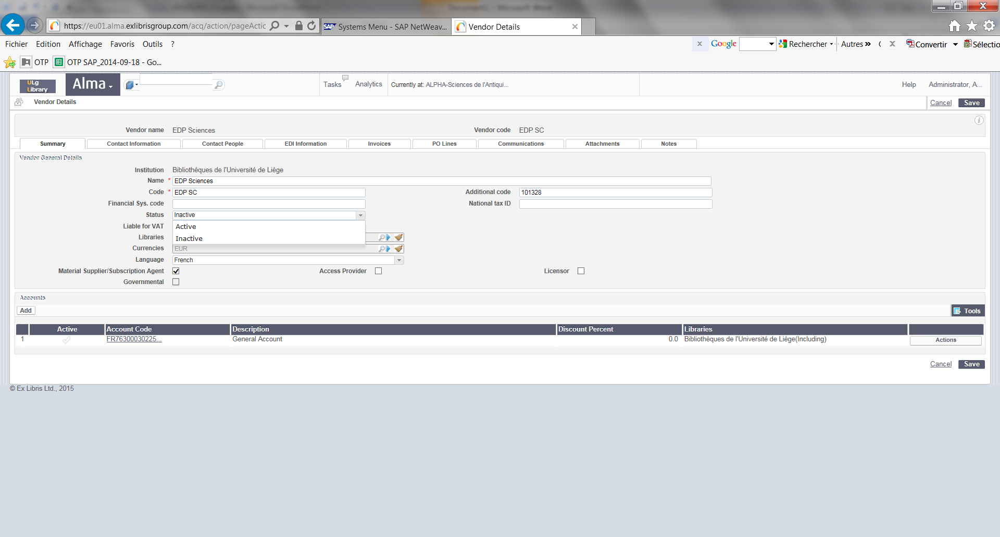 Document1 - Microsoft Word
https://eu01.alma.exlibrisgroup.com/acq/action/pageActic
SAP Systems Menu - SAP NetWeav...
Vendor Details
Fichier Edition Affichage Favoris Outils ?
x Google Rechercher Autres » X Convertir Sélectio
OTP OTP SAP_2014-09-18 - Go...
ULg Library
Alma
Tasks Analytics Currently at: ALPHA-Sciences de l'Antiqui... Help Administrator, A...
Vendor Details Cancel Save
Vendor name EDP Sciences Vendor code EDP SC
Summary Contact Information Contact People EDI Information Invoices PO Lines Communications Attachments Notes
Vendor General Details
Institution Bibliothèques de l'Université de Liège
Name * EDP Sciences
Code * EDP SC Additional code 101328
Financial Sys. code National tax ID
Status Inactive
Liable for VAT Active
Libraries Inactive
Currencies EUR
Language French
Material Supplier/Subscription Agent Access Provider Licensor
Governmental
Accounts
Add Tools
Active Account Code Description Discount Percent Libraries
1 FR76300030225... General Account 0.0 Bibliothèques de l'Université de Liège(Including) Actions
Cancel Save
© Ex Libris Ltd., 2015